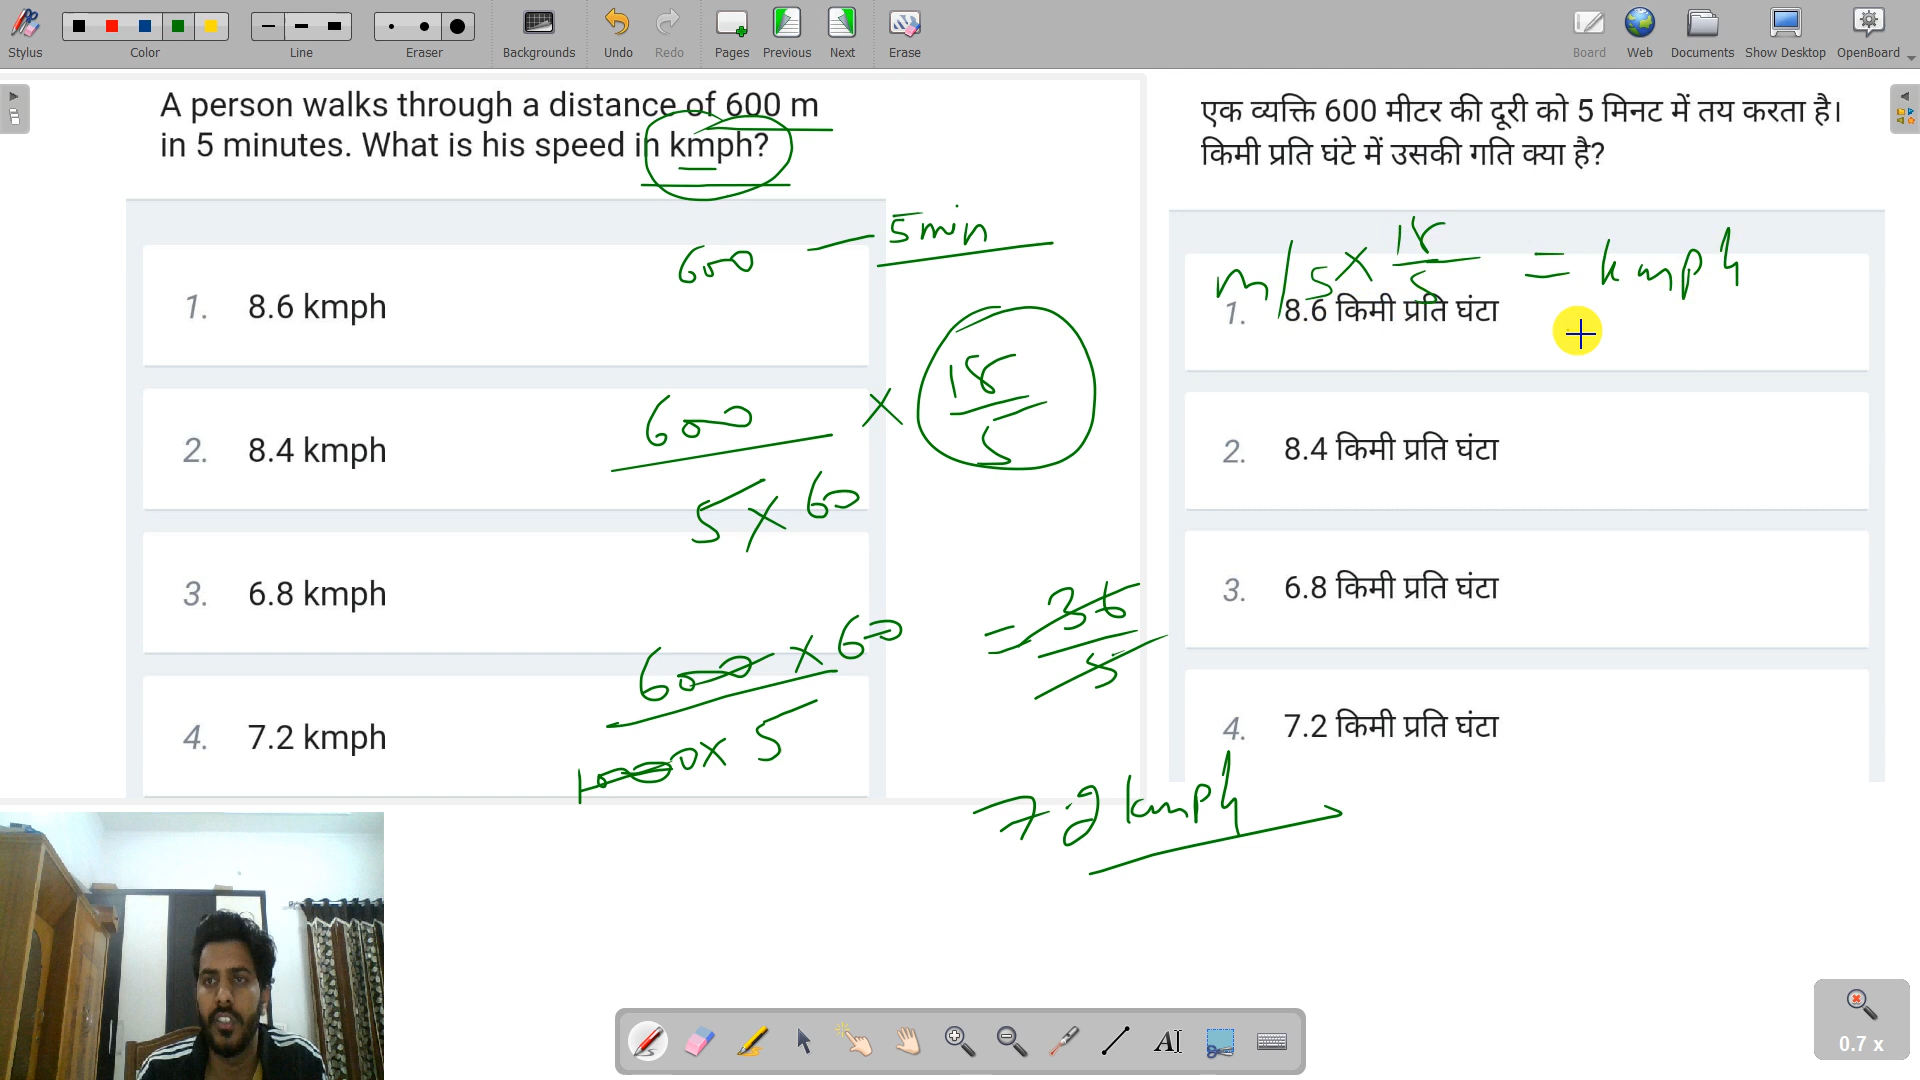 Stylus Color Line Eraser Backgrounds Undo Redo Pages Previous Next Erase Board Web Documents Show Desktop OpenBoard
A person walks through a distance of 600 m
in 5 minutes. What is his speed in kmph?
1. 8.6 kmph
2. 8.4 kmph
3. 6.8 kmph
4. 7.2 kmph
600 — 5 min
600 × 18
5 × 60 5
600 × 60 = 36
1000 × 5 5
7.2 kmph
एक व्यक्ति 600 मीटर की दूरी को 5 मिनट में तय करता है।
किमी प्रति घंटे में उसकी गति क्या है?
m/s × 18/5 = kmph
1. 8.6 किमी प्रति घंटा
2. 8.4 किमी प्रति घंटा
3. 6.8 किमी प्रति घंटा
4. 7.2 किमी प्रति घंटा
0.7 x